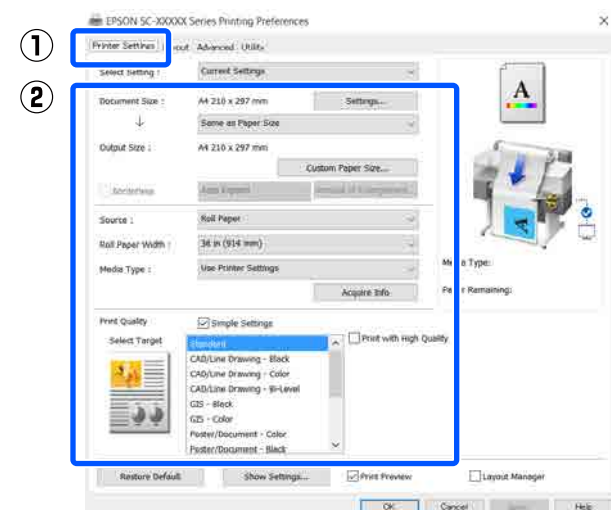 EPSON SC-XXXXX Series Printing Preferences
①
Printer Settings out Advanced Utility
Select Setting : Current Settings
②
Document Size : A4 210 x 297 mm Settings...
Same as Paper Size
Output Size : A4 210 x 297 mm
Custom Paper Size...
Borderless Auto Expand
Source : Roll Paper
Roll Paper Width : 36 in (914 mm)
Media Type : Use Printer Settings
Acquire Info
Me a Type:
Pa r Remaining:
Print Quality Simple Settings
Select Target Standard Print with High Quality
CAD/Line Drawing - Black
CAD/Line Drawing - Color
CAD/Line Drawing - Bi-Level
GIS - Black
GIS - Color
Poster/Document - Color
Poster/Document - Black
Restore Default Show Settings... Print Preview Layout Manager
OK Cancel Help
A
A